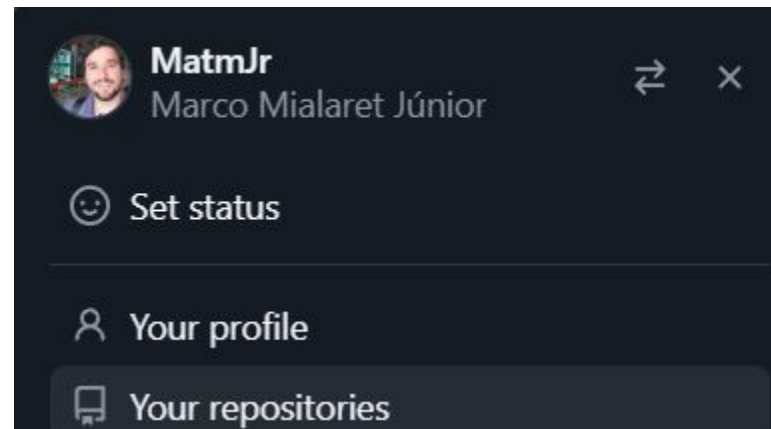 MatmJr
Marco Mialaret Júnior
Set status
Your profile
Your repositories